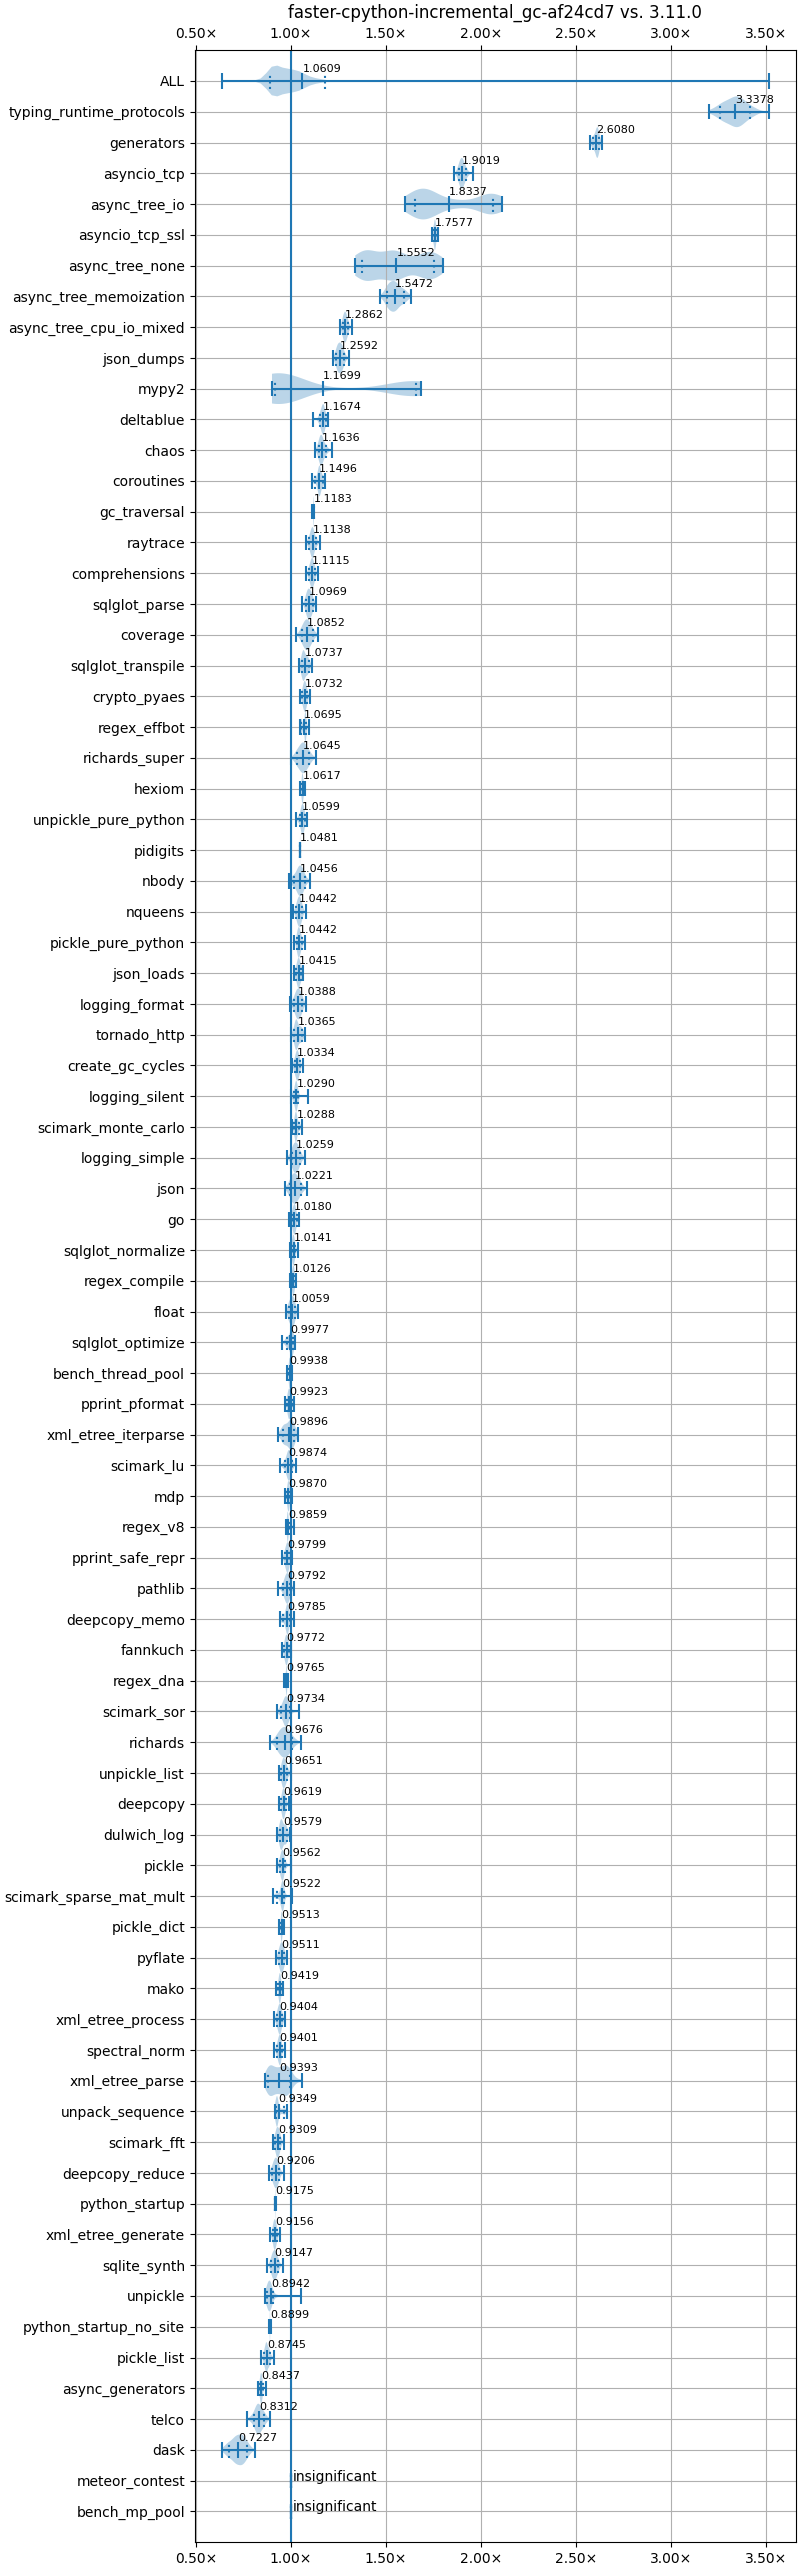 faster-cpython-incremental_gc-af24cd7 vs. 3.11.0
0.50× 1.00× 1.50× 2.00× 2.50× 3.00× 3.50×
ALL 1.0609
typing_runtime_protocols 3.3378
generators 2.6080
asyncio_tcp 1.9019
async_tree_io 1.8337
asyncio_tcp_ssl 1.7577
async_tree_none 1.5552
async_tree_memoization 1.5472
async_tree_cpu_io_mixed 1.2862
json_dumps 1.2592
mypy2 1.1699
deltablue 1.1674
chaos 1.1636
coroutines 1.1496
gc_traversal 1.1183
raytrace 1.1138
comprehensions 1.1115
sqlglot_parse 1.0969
coverage 1.0852
sqlglot_transpile 1.0737
crypto_pyaes 1.0732
regex_effbot 1.0695
richards_super 1.0645
hexiom 1.0617
unpickle_pure_python 1.0599
pidigits 1.0481
nbody 1.0456
nqueens 1.0442
pickle_pure_python 1.0442
json_loads 1.0415
logging_format 1.0388
tornado_http 1.0365
create_gc_cycles 1.0334
logging_silent 1.0290
scimark_monte_carlo 1.0288
logging_simple 1.0259
json 1.0221
go 1.0180
sqlglot_normalize 1.0141
regex_compile 1.0126
float 1.0059
sqlglot_optimize 0.9977
bench_thread_pool 0.9938
pprint_pformat 0.9923
xml_etree_iterparse 0.9896
scimark_lu 0.9874
mdp 0.9870
regex_v8 0.9859
pprint_safe_repr 0.9799
pathlib 0.9792
deepcopy_memo 0.9785
fannkuch 0.9772
regex_dna 0.9765
scimark_sor 0.9734
richards 0.9676
unpickle_list 0.9651
deepcopy 0.9619
dulwich_log 0.9579
pickle 0.9562
scimark_sparse_mat_mult 0.9522
pickle_dict 0.9513
pyflate 0.9511
mako 0.9419
xml_etree_process 0.9404
spectral_norm 0.9401
xml_etree_parse 0.9393
unpack_sequence 0.9349
scimark_fft 0.9309
deepcopy_reduce 0.9206
python_startup 0.9175
xml_etree_generate 0.9156
sqlite_synth 0.9147
unpickle 0.8942
python_startup_no_site 0.8899
pickle_list 0.8745
async_generators 0.8437
telco 0.8312
dask 0.7227
meteor_contest insignificant
bench_mp_pool insignificant
0.50× 1.00× 1.50× 2.00× 2.50× 3.00× 3.50×